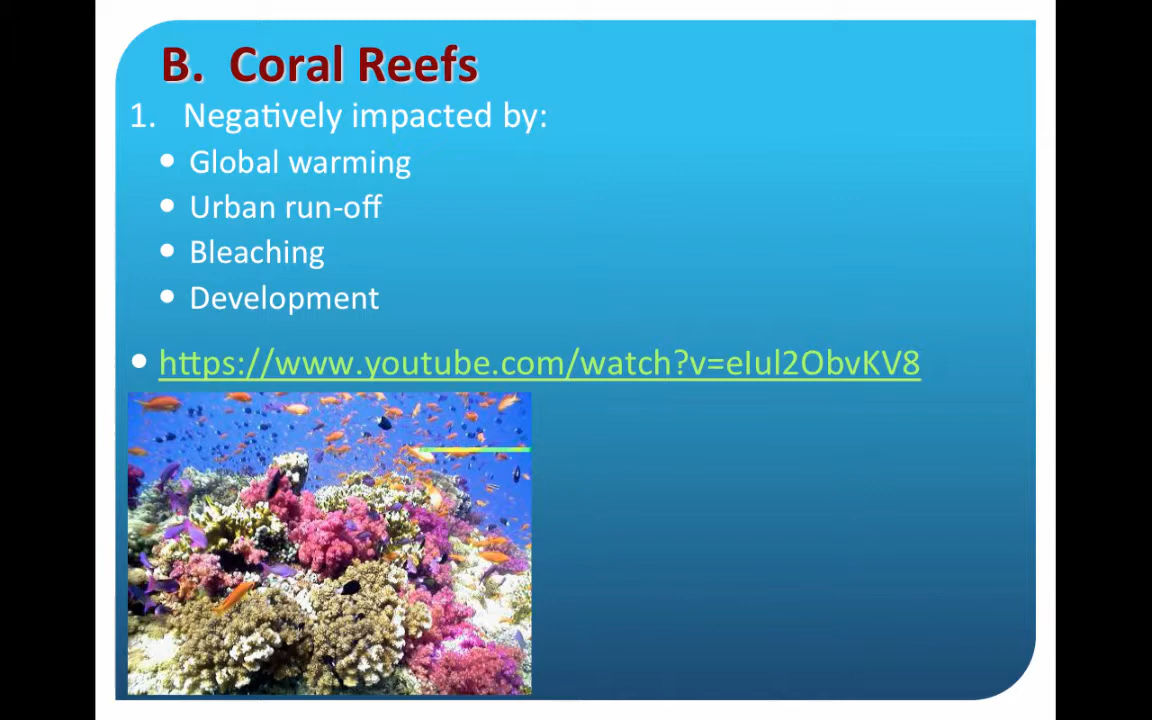 B. Coral Reefs
1. Negatively impacted by:
• Global warming
• Urban run-off
• Bleaching
• Development
• https://www.youtube.com/watch?v=eIul2ObvKV8